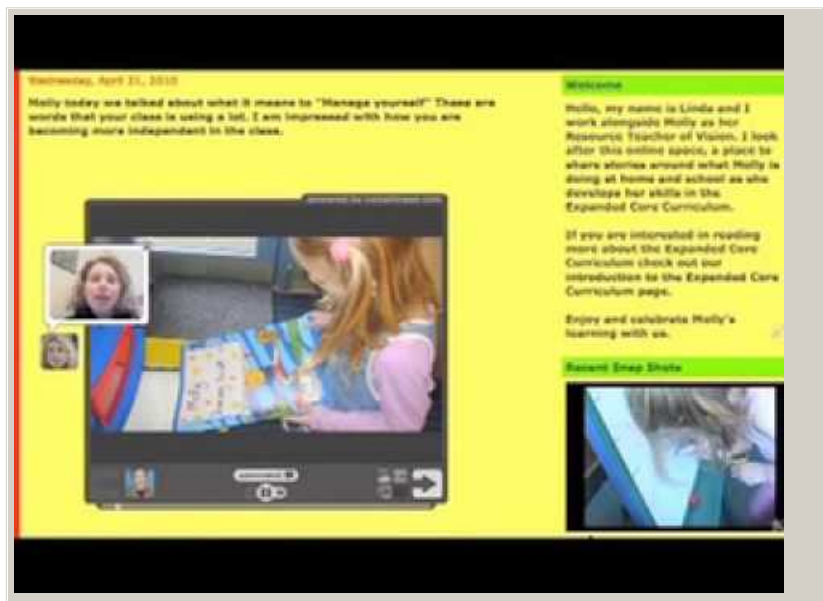 Wednesday, April 21, 2010
Molly today we talked about what it means to "Manage yourself" These are
words that your class is using a lot. I am impressed with how you are
becoming more independent in the class.
Welcome
Hello, my name is Linda and I
work alongside Molly as her
Resource Teacher of Vision. I look
after this online space, a place to
share stories around what Molly is
doing at home and school as she
develops her skills in the
Expanded Core Curriculum.
If you are interested in reading
more about the Expanded Core
Curriculum check out our
introduction to the Expanded Core
Curriculum page.
Enjoy and celebrate Molly's
learning with us.
Recent Snap Shots